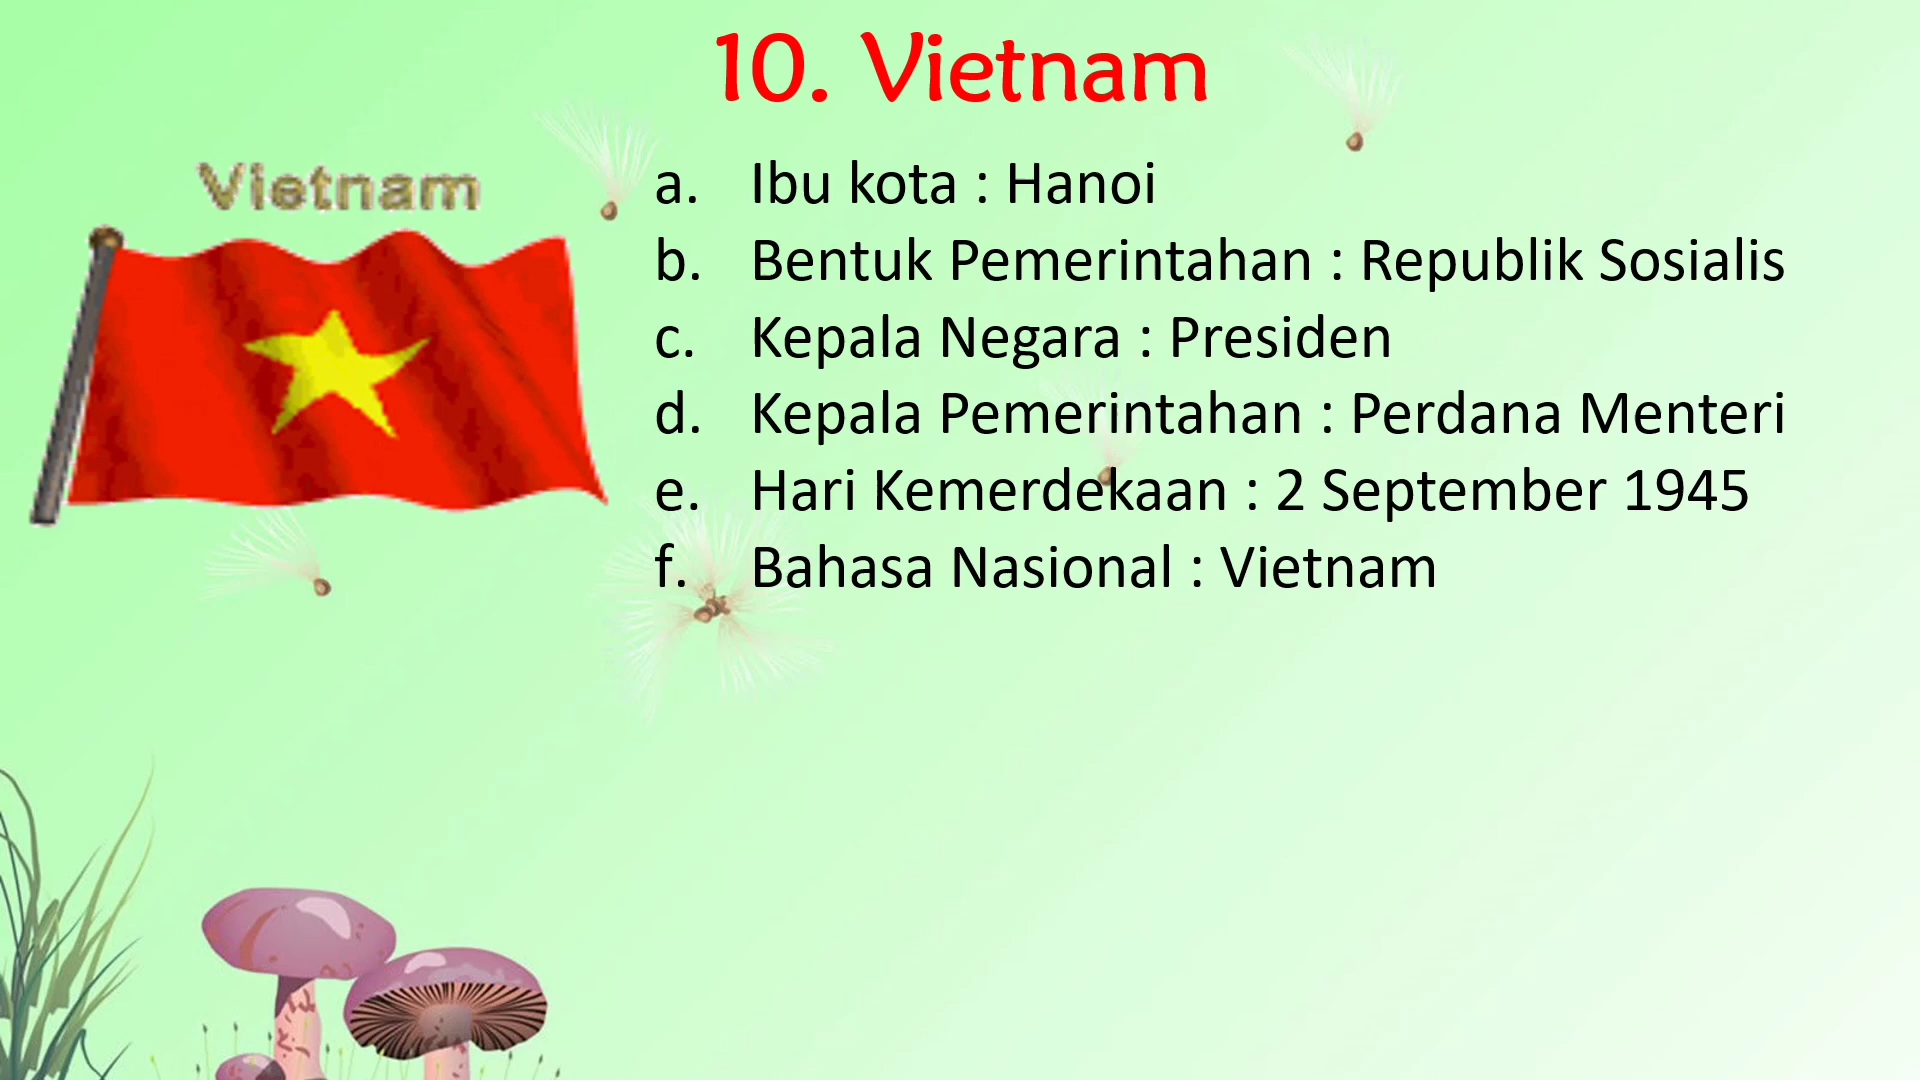 10. Vietnam
Vietnam
a. Ibu kota : Hanoi
b. Bentuk Pemerintahan : Republik Sosialis
c. Kepala Negara : Presiden
d. Kepala Pemerintahan : Perdana Menteri
e. Hari Kemerdekaan : 2 September 1945
f. Bahasa Nasional : Vietnam